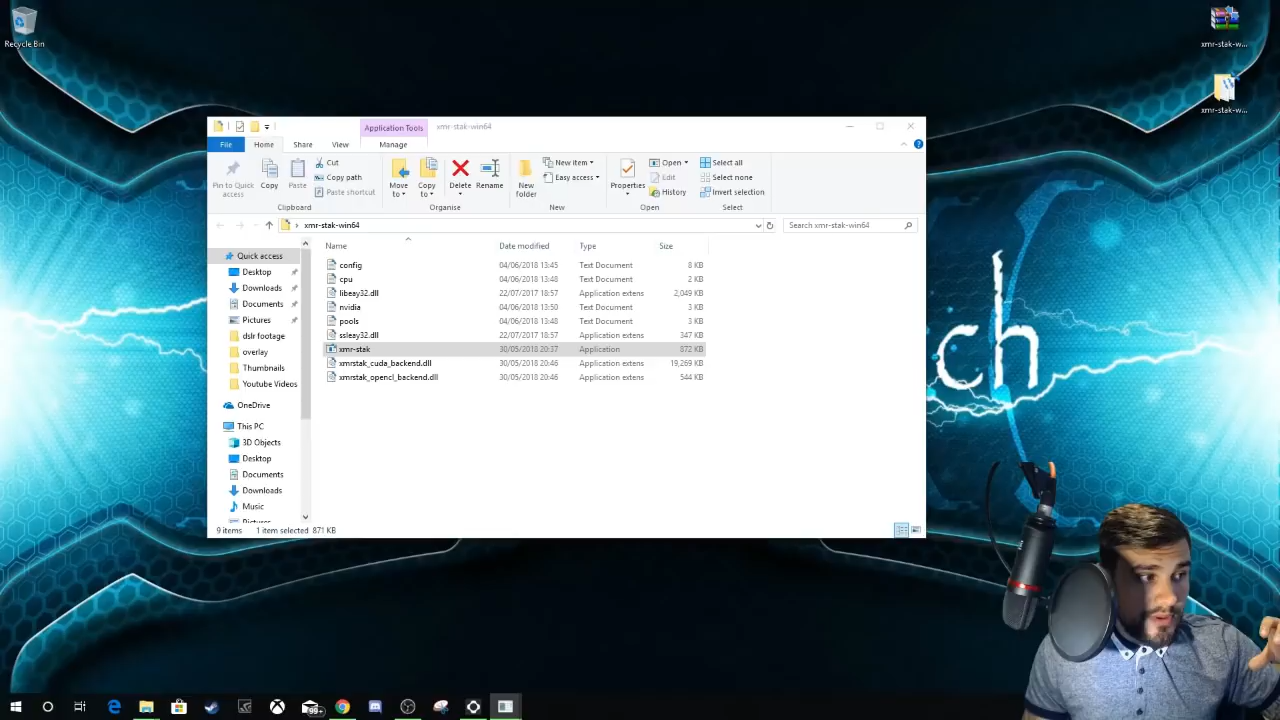 Recycle Bin
xmr-stak-w...
xmr-stak-w...
Application Tools
xmr-stak-win64
File
Home
Share
View
Manage
Pin to Quick access
Copy
Paste
Cut
Copy path
Paste shortcut
Clipboard
Move to
Copy to
Delete
Rename
Organise
New folder
New item
Easy access
New
Properties
Open
Edit
History
Open
Select all
Select none
Invert selection
Select
xmr-stak-win64
Search xmr-stak-win64
Name Date modified Type Size
config 04/06/2018 13:45 Text Document 8 KB
cpu 04/06/2018 13:48 Text Document 2 KB
libeay32.dll 22/07/2017 18:57 Application extens 2,049 KB
nvidia 04/06/2018 13:50 Text Document 3 KB
pools 04/06/2018 13:48 Text Document 3 KB
ssleay32.dll 22/07/2017 18:57 Application extens 347 KB
xmr-stak 30/05/2018 20:37 Application 872 KB
xmrstak_cuda_backend.dll 30/05/2018 20:46 Application extens 19,269 KB
xmrstak_opencl_backend.dll 30/05/2018 20:46 Application extens 544 KB
Quick access
Desktop
Downloads
Documents
Pictures
dslr footage
overlay
Thumbnails
Youtube Videos
OneDrive
This PC
3D Objects
Desktop
Documents
Downloads
Music
Pictures
9 items 1 item selected 871 KB
ch
99+